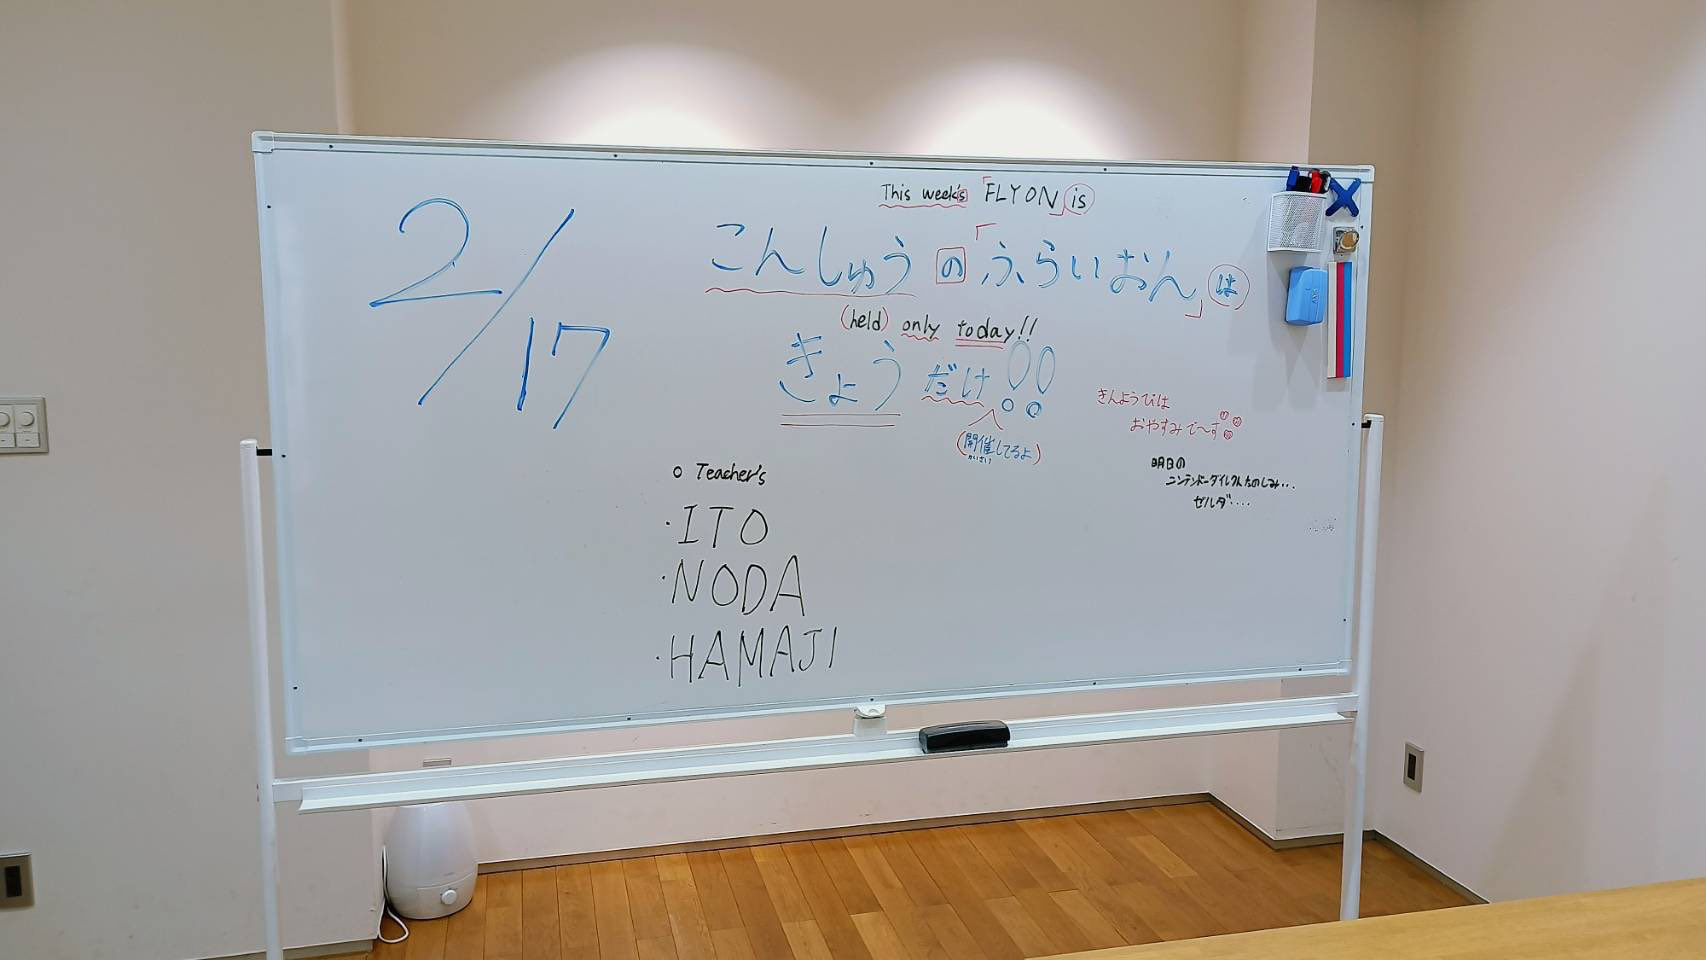 2/17
This week's「FLY ON」is
こんしゅうの「ふらいおん」は
(held) only today!!
きょうだけ!!
(開催してるよ)
かいさい
きんようびは
おやすみで〜す♡♡♡
明日の
ニンテンドーダイレクトたのしみ...
ゼルダ....
○ Teacher's
・ITO
・NODA
・HAMAJI